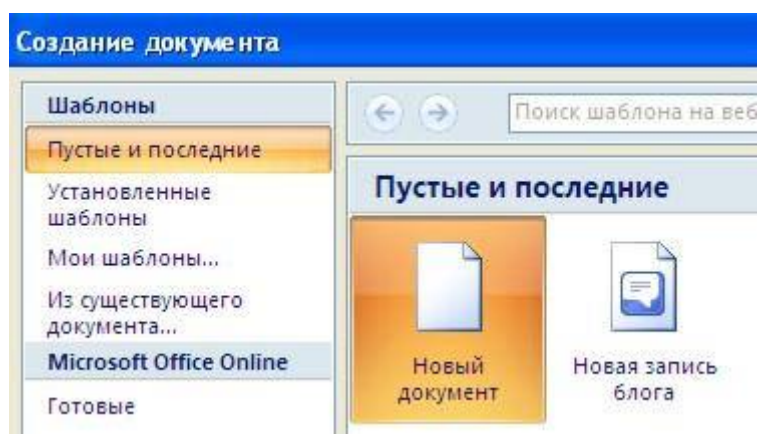 Создание документа
Шаблоны
Пустые и последние
Установленные
шаблоны
Мои шаблоны...
Из существующего
документа...
Microsoft Office Online
Готовые
Поиск шаблона на веб
Пустые и последние
Новый
документ
Новая запись
блога